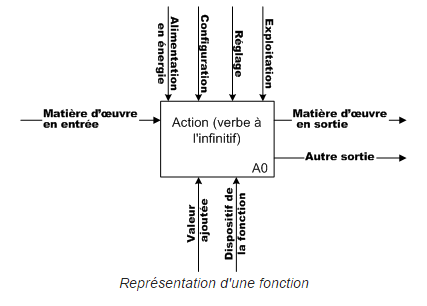 Alimentation
en énergie
Configuration
Réglage
Exploitation
Matière d'œuvre
en entrée
Action (verbe à
l'infinitif)
A0
Matière d'œuvre
en sortie
Autre sortie
Valeur
ajoutée
Dispositif de
la fonction
Représentation d'une fonction